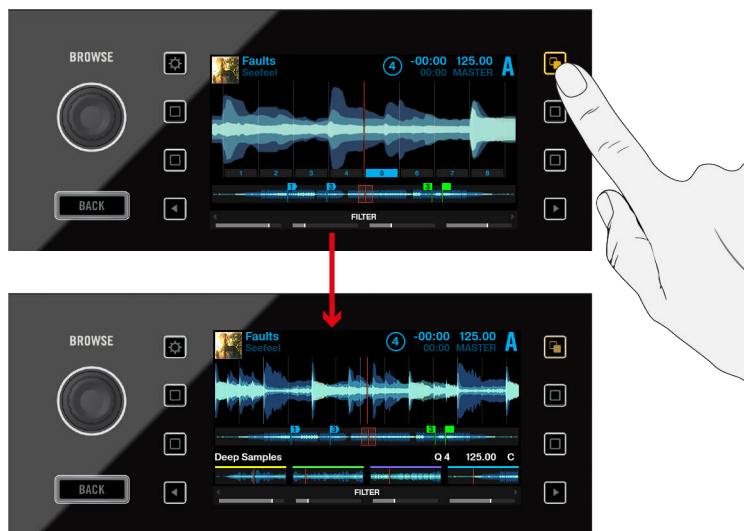 BROWSE
Faults
Seefeel
4
-00:00 125.00
00:00 MASTER
A
1 2 3 4 5 6 7 8
1 3 3
BACK
FILTER
BROWSE
Faults
Seefeel
4
-00:00 125.00
00:00 MASTER
A
1 3 3
Deep Samples Q 4 125.00 C
BACK
FILTER